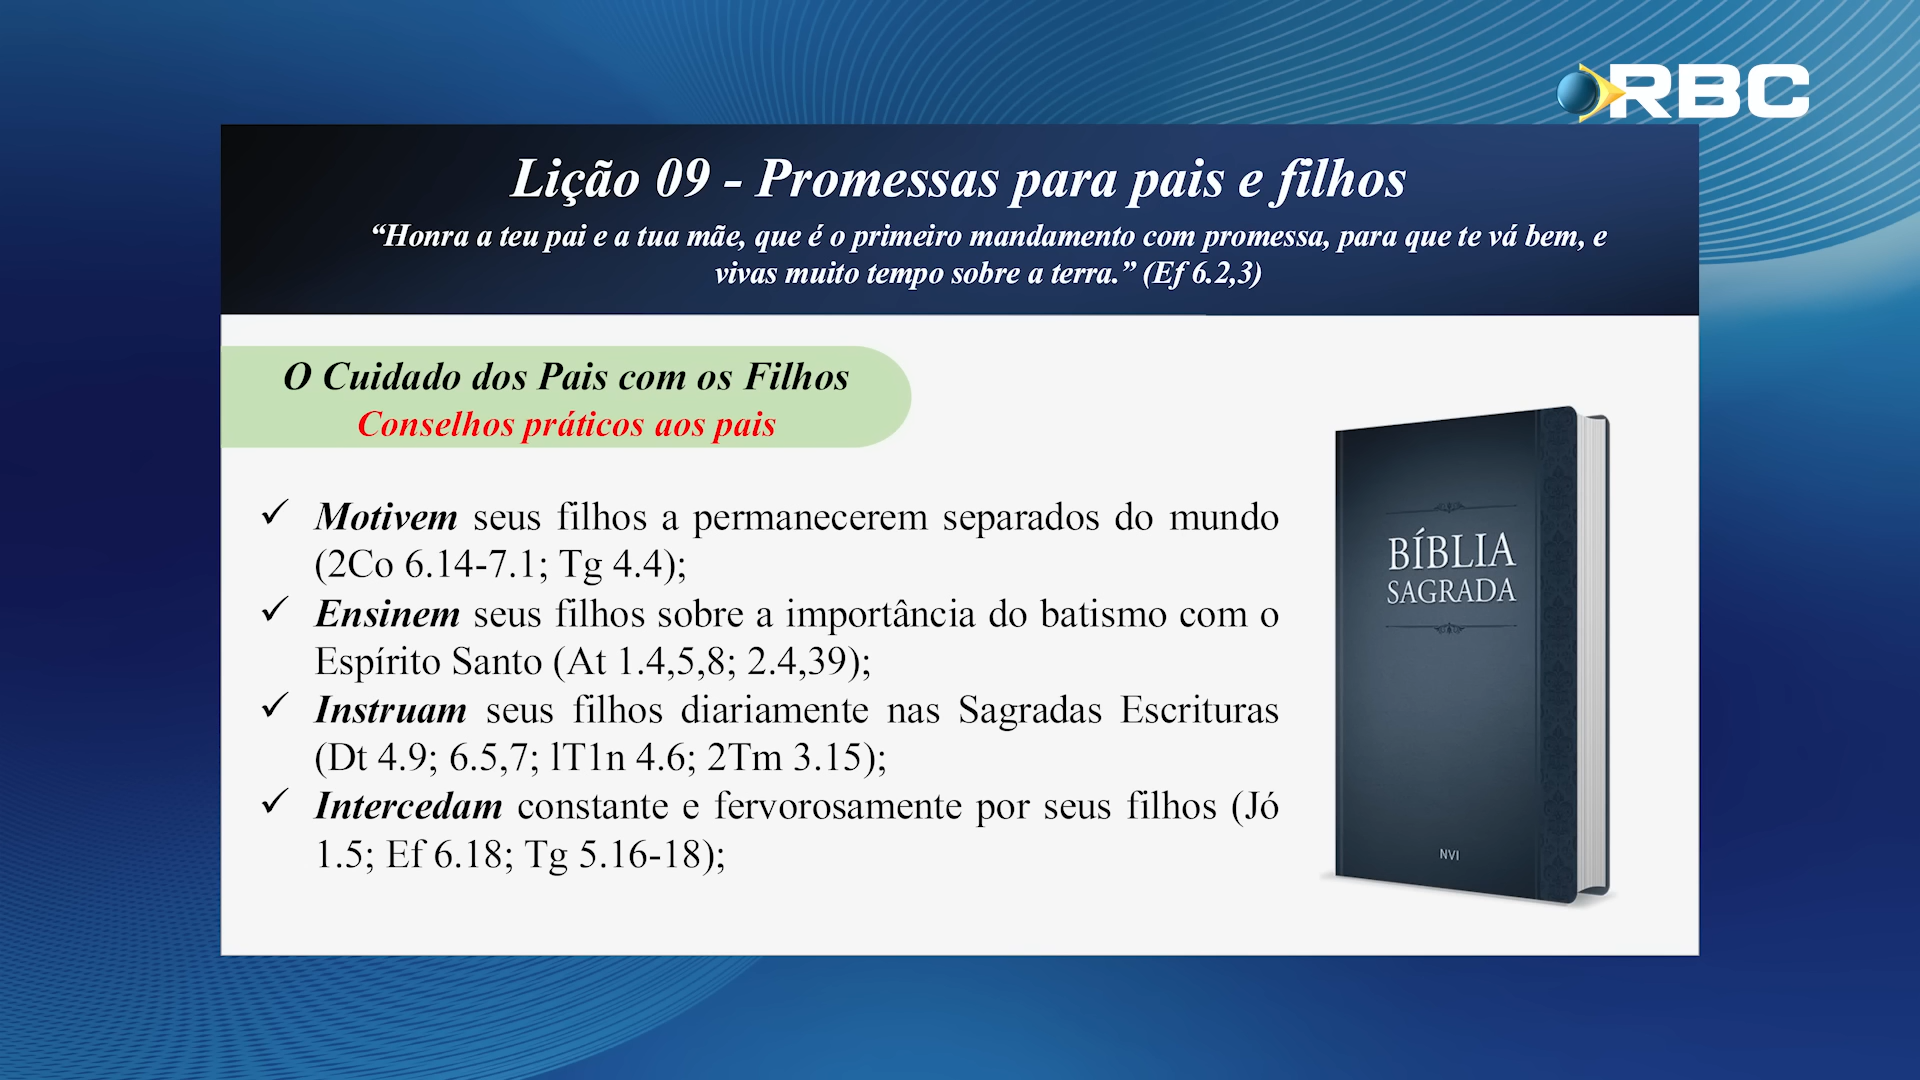 RBC
Lição 09 - Promessas para pais e filhos
“Honra a teu pai e a tua mãe, que é o primeiro mandamento com promessa, para que te vá bem, e
vivas muito tempo sobre a terra.” (Ef 6.2,3)
O Cuidado dos Pais com os Filhos
Conselhos práticos aos pais
✓ Motivem seus filhos a permanecerem separados do mundo
(2Co 6.14-7.1; Tg 4.4);
✓ Ensinem seus filhos sobre a importância do batismo com o
Espírito Santo (At 1.4,5,8; 2.4,39);
✓ Instruam seus filhos diariamente nas Sagradas Escrituras
(Dt 4.9; 6.5,7; lT1n 4.6; 2Tm 3.15);
✓ Intercedam constante e fervorosamente por seus filhos (Jó
1.5; Ef 6.18; Tg 5.16-18);
BÍBLIA
SAGRADA
NVI